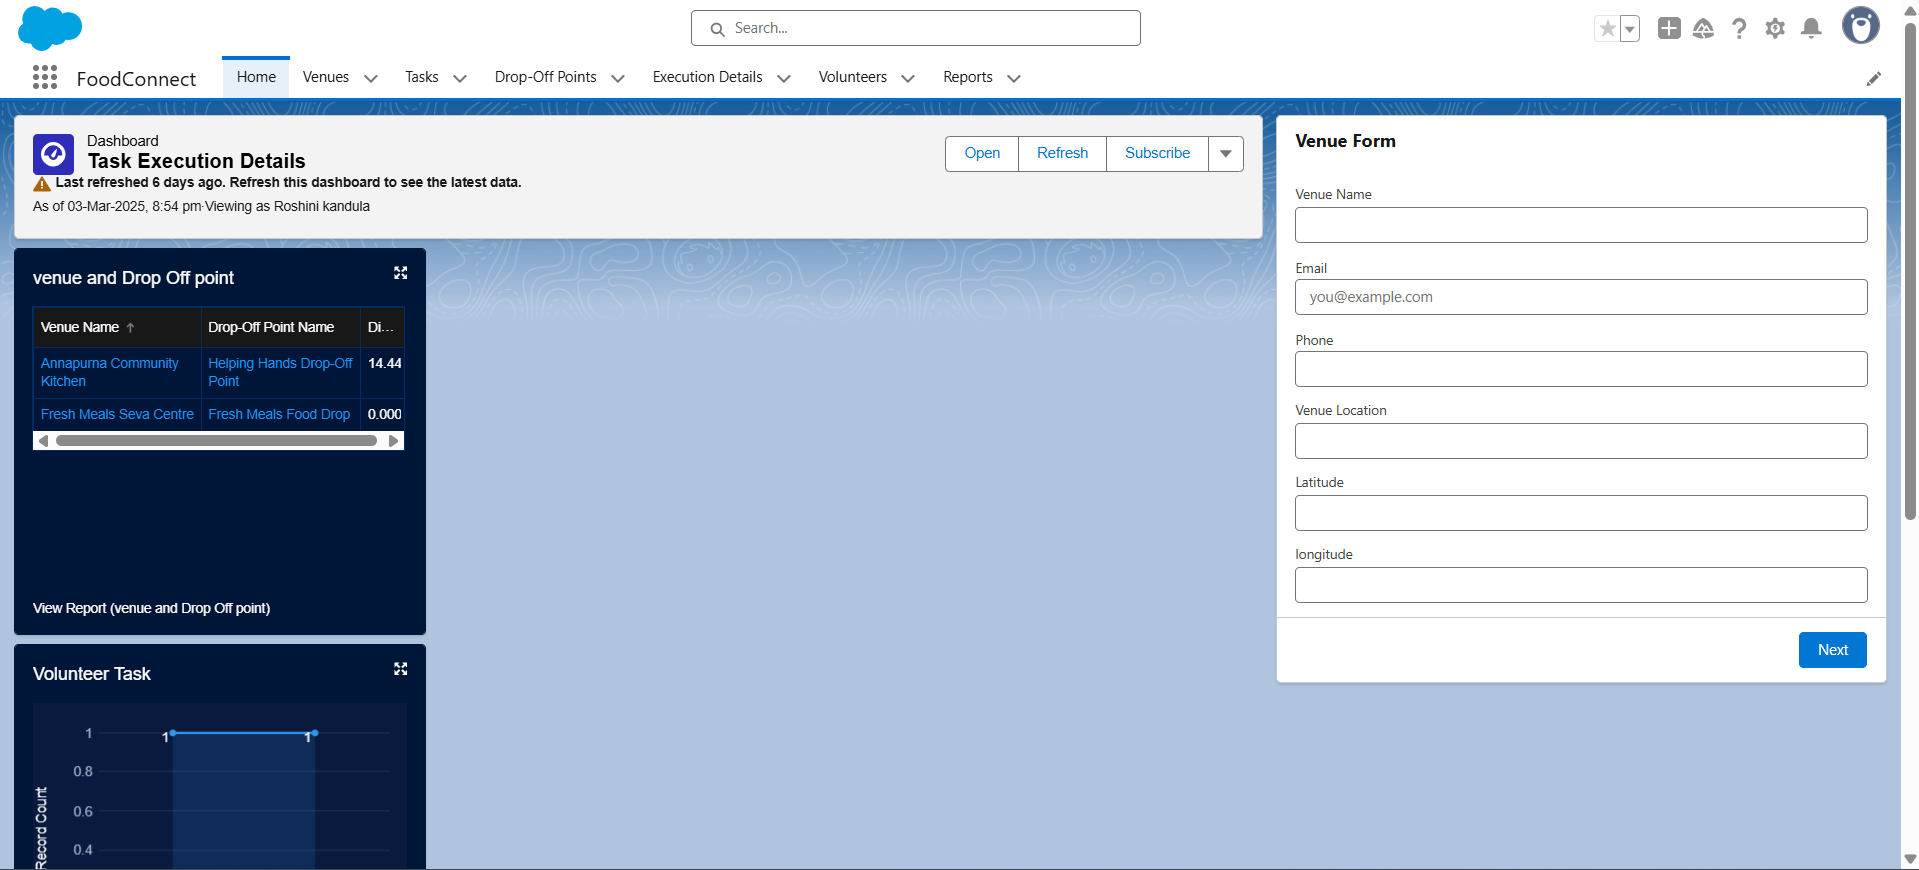 Search...
FoodConnect
Home
Venues
Tasks
Drop-Off Points
Execution Details
Volunteers
Reports
Dashboard
Task Execution Details
Last refreshed 6 days ago. Refresh this dashboard to see the latest data.
As of 03-Mar-2025, 8:54 pm·Viewing as Roshini kandula
Open
Refresh
Subscribe
venue and Drop Off point
Venue Name ↑
Drop-Off Point Name
Di...
Annapurna Community
Kitchen
Helping Hands Drop-Off
Point
14.44
Fresh Meals Seva Centre
Fresh Meals Food Drop
0.000
View Report (venue and Drop Off point)
Volunteer Task
1
0.8
0.6
0.4
Record Count
1
1
Venue Form
Venue Name
Email
you@example.com
Phone
Venue Location
Latitude
longitude
Next